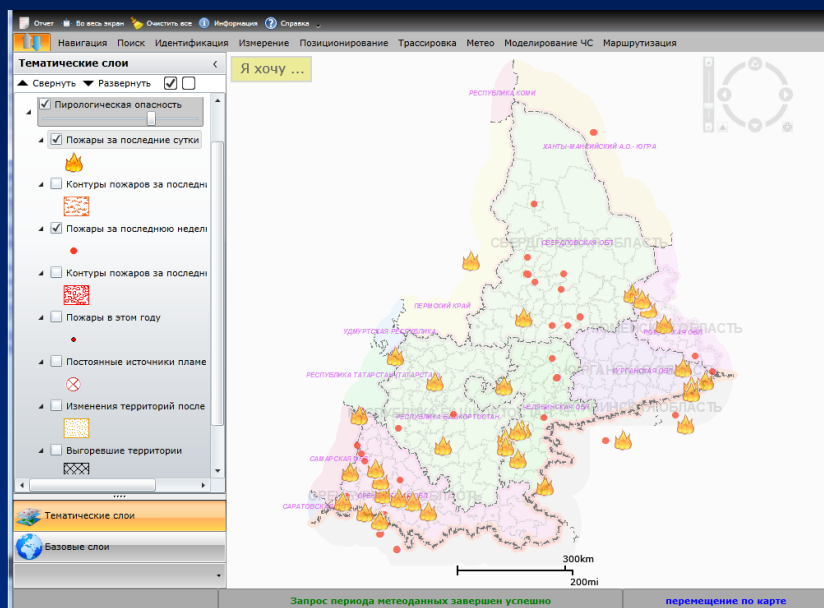 Отчет Во весь экран Очистить все Информация Справка
Навигация Поиск Идентификация Измерение Позиционирование Трассировка Метео Моделирование ЧС Маршрутизация
Тематические слои
Свернуть Развернуть
Пирологическая опасность
Пожары за последние сутки
Контуры пожаров за последни
Пожары за последнюю недел
Контуры пожаров за последн
Пожары в этом году
Постоянные источники пламе
Изменения территорий после
Выгоревшие территории
Тематические слои
Базовые слои
Я хочу ...
РЕСПУБЛИКА КОМИ
ХАНТЫ-МАНСИЙСКИЙ А.О.- ЮГРА
СВЕРДЛОВСКАЯ ОБЛАСТЬ
СВЕРДЛОВСКАЯ ОБЛ.
ПЕРМСКИЙ КРАЙ
УДМУРТСКАЯ РЕСПУБЛИКА
РЕСПУБЛИКА ТАТАРСТАН
КУРГАНСКАЯ ОБЛ.
ЧЕЛЯБИНСКАЯ ОБЛ.
РЕСПУБЛИКА БАШКОРТОСТАН
300km
200mi
Запрос периода метеоданных завершен успешно
перемещение по карте